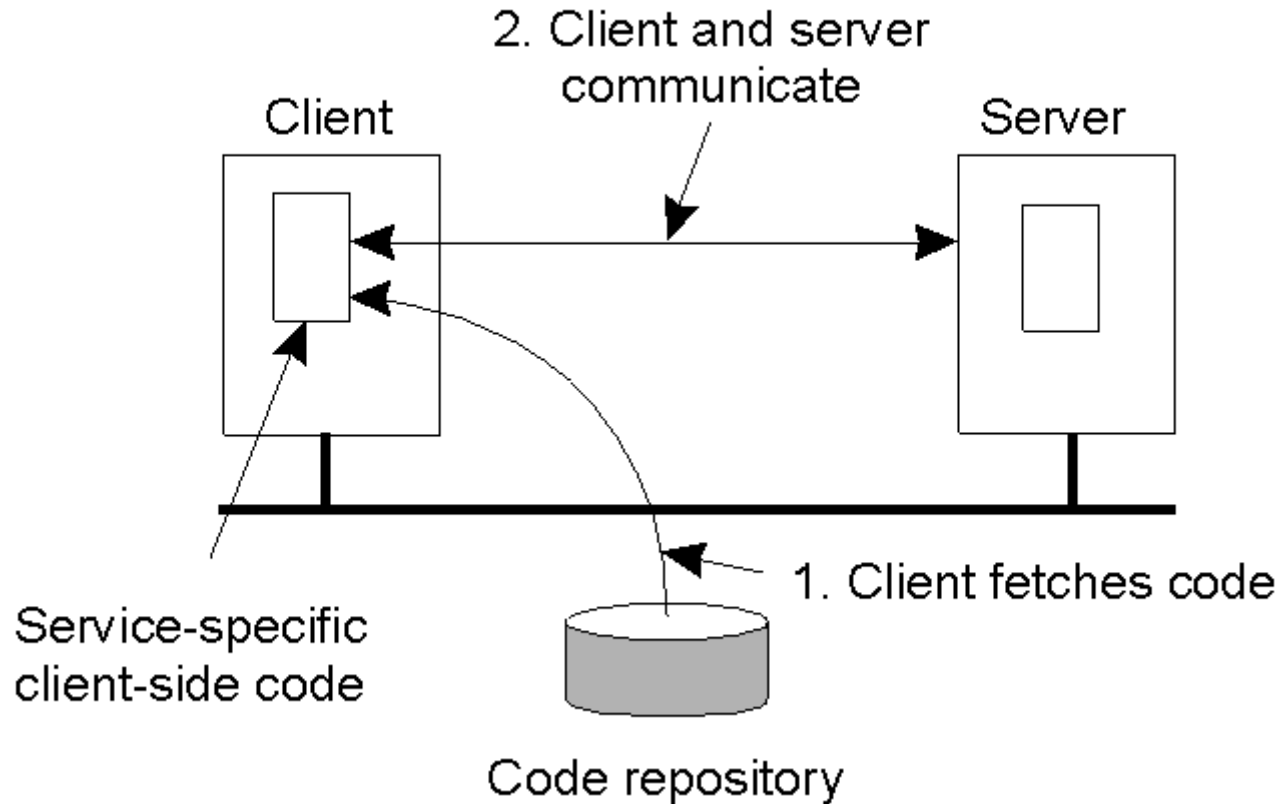 2. Client and server
communicate
Client
Server
1. Client fetches code
Service-specific
client-side code
Code repository